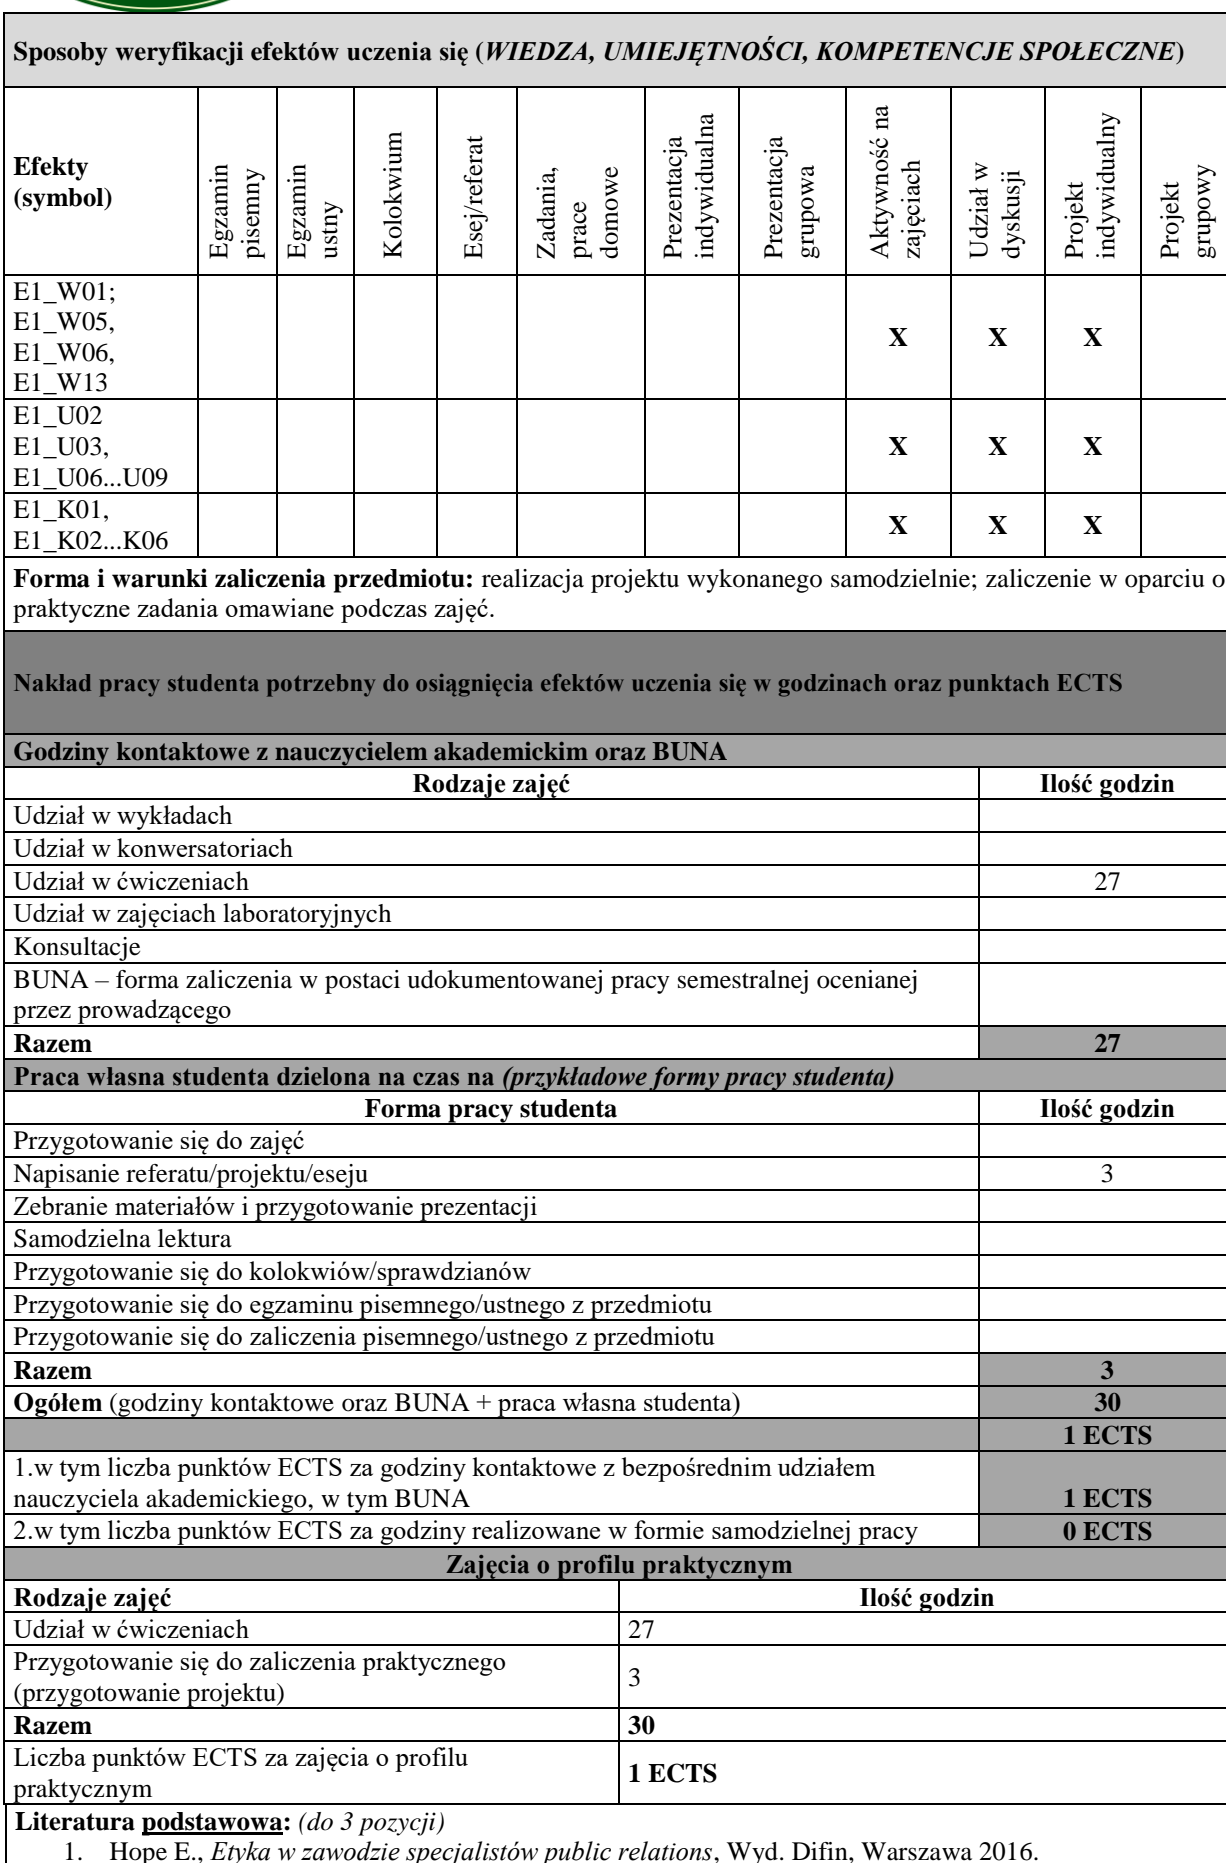 Sposoby weryfikacji efektów uczenia się (WIEDZA, UMIEJĘTNOŚCI, KOMPETENCJE SPOŁECZNE)
Efekty
(symbol)
Egzamin
pisemny
Egzamin
ustny
Kolokwium
Esej/referat
Zadania,
prace
domowe
Prezentacja
indywidualna
Prezentacja
grupowa
Aktywność na
zajęciach
Udział w
dyskusji
Projekt
indywidualny
Projekt
grupowy
E1_W01;
E1_W05,
E1_W06,
E1_W13
X X X
E1_U02
E1_U03,
E1_U06...U09
X X X
E1_K01,
E1_K02...K06
X X X
Forma i warunki zaliczenia przedmiotu: realizacja projektu wykonanego samodzielnie; zaliczenie w oparciu o
praktyczne zadania omawiane podczas zajęć.
Nakład pracy studenta potrzebny do osiągnięcia efektów uczenia się w godzinach oraz punktach ECTS
Godziny kontaktowe z nauczycielem akademickim oraz BUNA
Rodzaje zajęć Ilość godzin
Udział w wykładach
Udział w konwersatoriach
Udział w ćwiczeniach 27
Udział w zajęciach laboratoryjnych
Konsultacje
BUNA – forma zaliczenia w postaci udokumentowanej pracy semestralnej ocenianej
przez prowadzącego
Razem 27
Praca własna studenta dzielona na czas na (przykładowe formy pracy studenta)
Forma pracy studenta Ilość godzin
Przygotowanie się do zajęć
Napisanie referatu/projektu/eseju 3
Zebranie materiałów i przygotowanie prezentacji
Samodzielna lektura
Przygotowanie się do kolokwiów/sprawdzianów
Przygotowanie się do egzaminu pisemnego/ustnego z przedmiotu
Przygotowanie się do zaliczenia pisemnego/ustnego z przedmiotu
Razem 3
Ogółem (godziny kontaktowe oraz BUNA + praca własna studenta) 30
1 ECTS
1.w tym liczba punktów ECTS za godziny kontaktowe z bezpośrednim udziałem
nauczyciela akademickiego, w tym BUNA 1 ECTS
2.w tym liczba punktów ECTS za godziny realizowane w formie samodzielnej pracy 0 ECTS
Zajęcia o profilu praktycznym
Rodzaje zajęć Ilość godzin
Udział w ćwiczeniach 27
Przygotowanie się do zaliczenia praktycznego
(przygotowanie projektu) 3
Razem 30
Liczba punktów ECTS za zajęcia o profilu
praktycznym 1 ECTS
Literatura podstawowa: (do 3 pozycji)
1. Hope E., Etyka w zawodzie specjalistów public relations, Wyd. Difin, Warszawa 2016.